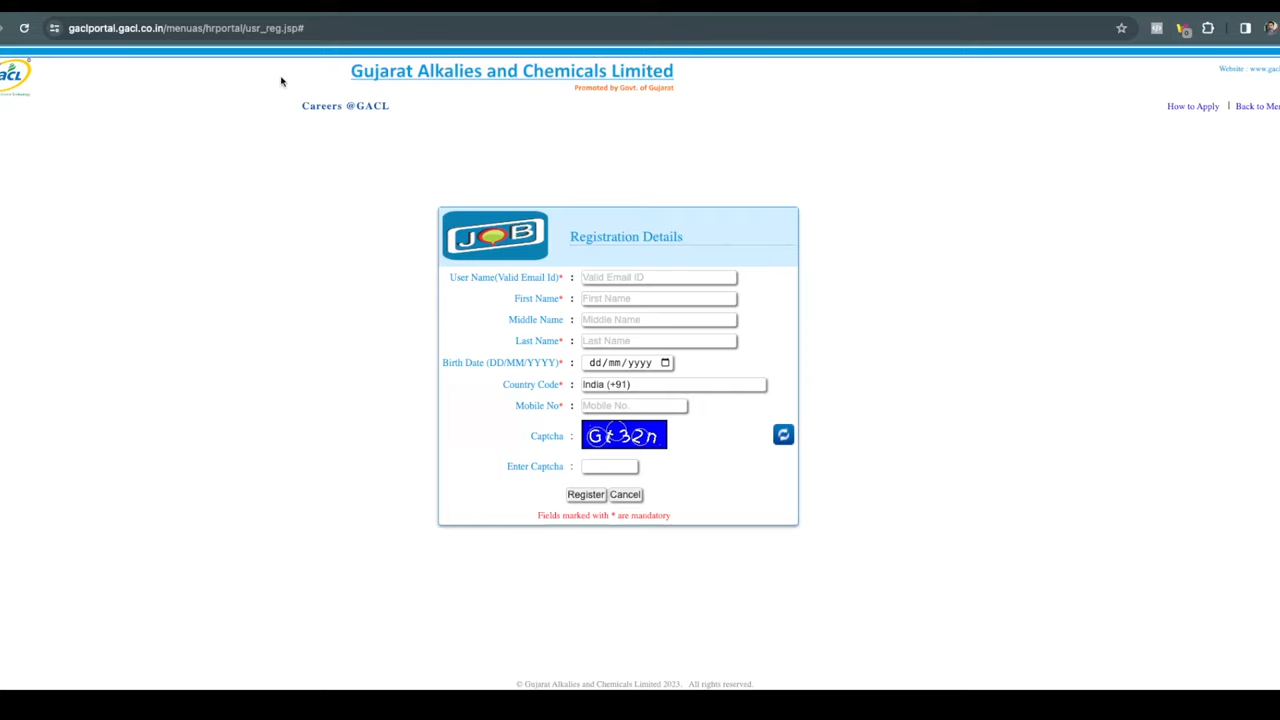 gaclportal.gacl.co.in/menuas/hrportal/usr_reg.jsp#
Gujarat Alkalies and Chemicals Limited
Website : www.gac
Promoted by Govt. of Gujarat
Careers @GACL
How to Apply | Back to Me
JOB
Registration Details
User Name(Valid Email Id)* : Valid Email ID
First Name* : First Name
Middle Name : Middle Name
Last Name* : Last Name
Birth Date (DD/MM/YYYY)* : dd/mm/yyyy
Country Code* : India (+91)
Mobile No* : Mobile No.
Captcha : Gt32n
Enter Captcha :
Register Cancel
Fields marked with * are mandatory
© Gujarat Alkalies and Chemicals Limited 2023. All rights reserved.